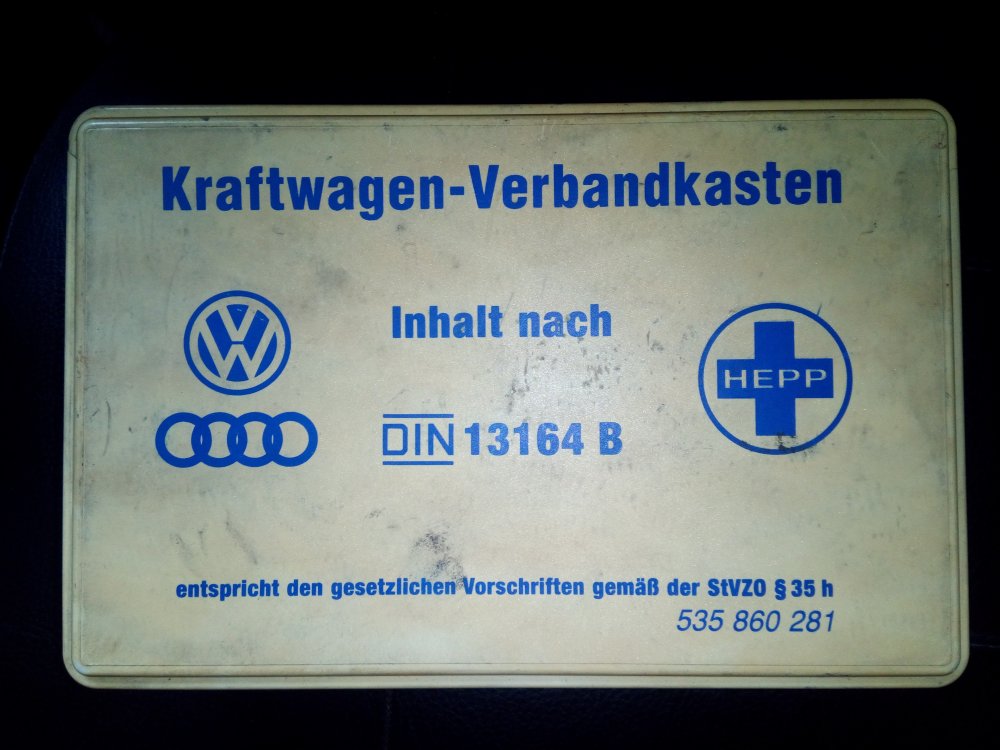 Kraftwagen-Verbandkasten
VW
Inhalt nach
HEPP
DIN 13164 B
entspricht den gesetzlichen Vorschriften gemäß der StVZO § 35 h
535 860 281